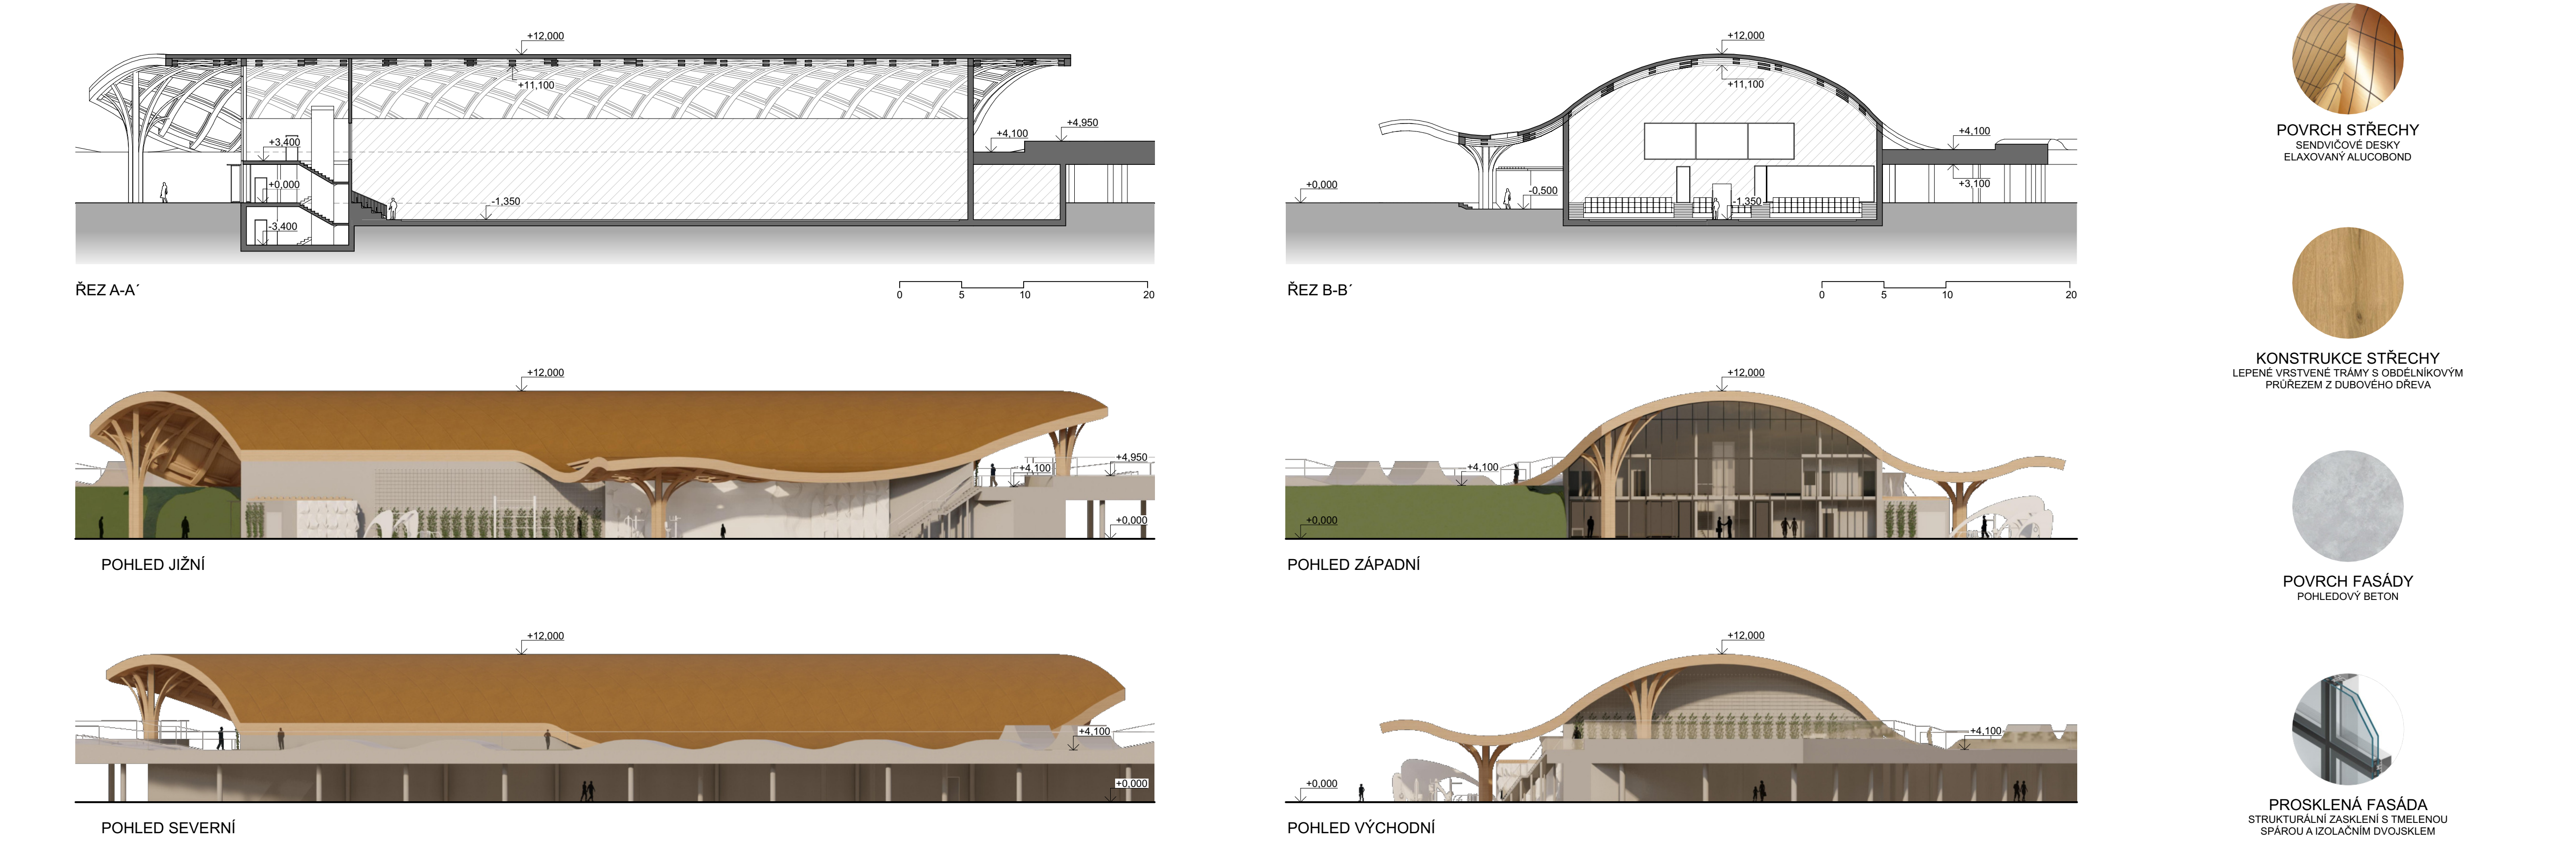 +12,000
+11,100
+4,950
+4,100
+3,400
+0,000
-1,350
-3,400
ŘEZ A-A´
0 5 10 20
+12,000
+11,100
+4,100
+3,100
+0,000
-0,500
-1,350
ŘEZ B-B´
0 5 10 20
+12,000
+4,950
+4,100
+0,000
POHLED JIŽNÍ
+12,000
+4,100
+0,000
POHLED ZÁPADNÍ
+12,000
+4,100
+0,000
POHLED SEVERNÍ
+12,000
+4,100
+0,000
POHLED VÝCHODNÍ
POVRCH STŘECHY
SENDVIČOVÉ DESKY
ELAXOVANÝ ALUCOBOND
KONSTRUKCE STŘECHY
LEPENÉ VRSTVENÉ TRÁMY S OBDÉLNÍKOVÝM
PRŮŘEZEM Z DUBOVÉHO DŘEVA
POVRCH FASÁDY
POHLEDOVÝ BETON
PROSKLENÁ FASÁDA
STRUKTURÁLNÍ ZASKLENÍ S TMELENOU
SPÁROU A IZOLAČNÍM DVOJSKLEM